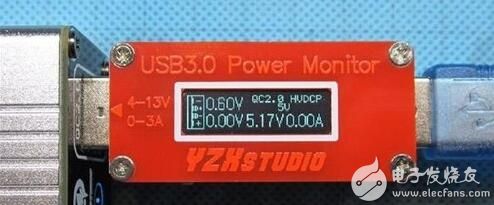 USB3.0 Power Monitor
4-13V
0-3A
0.60V QC2.0 HVDCP
5V
0.00V 5.17V 0.00A
YZXSTUDIO
电子发烧友
www.elecfans.com